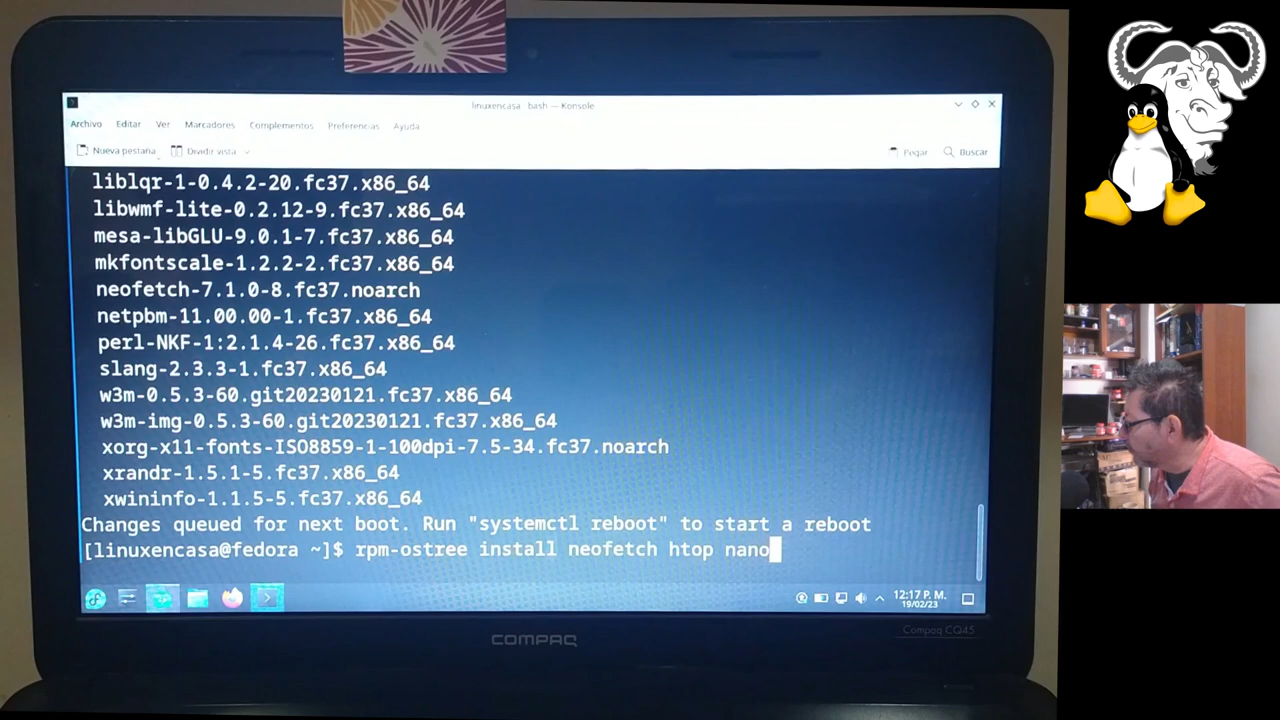 linuxencasa bash — Konsole
Archivo Editar Ver Marcadores Complementos Preferencias Ayuda
Nueva pestaña Dividir vista Pegar Buscar
liblqr-1-0.4.2-20.fc37.x86_64
libwmf-lite-0.2.12-9.fc37.x86_64
mesa-libGLU-9.0.1-7.fc37.x86_64
mkfontscale-1.2.2-2.fc37.x86_64
neofetch-7.1.0-8.fc37.noarch
netpbm-11.00.00-1.fc37.x86_64
perl-NKF-1:2.1.4-26.fc37.x86_64
slang-2.3.3-1.fc37.x86_64
w3m-0.5.3-60.git20230121.fc37.x86_64
w3m-img-0.5.3-60.git20230121.fc37.x86_64
xorg-x11-fonts-ISO8859-1-100dpi-7.5-34.fc37.noarch
xrandr-1.5.1-5.fc37.x86_64
xwininfo-1.1.5-5.fc37.x86_64
Changes queued for next boot. Run "systemctl reboot" to start a reboot
[linuxencasa@fedora ~]$ rpm-ostree install neofetch htop nano
12:17 P. M.
19/02/23
COMPAQ
Compaq CQ45